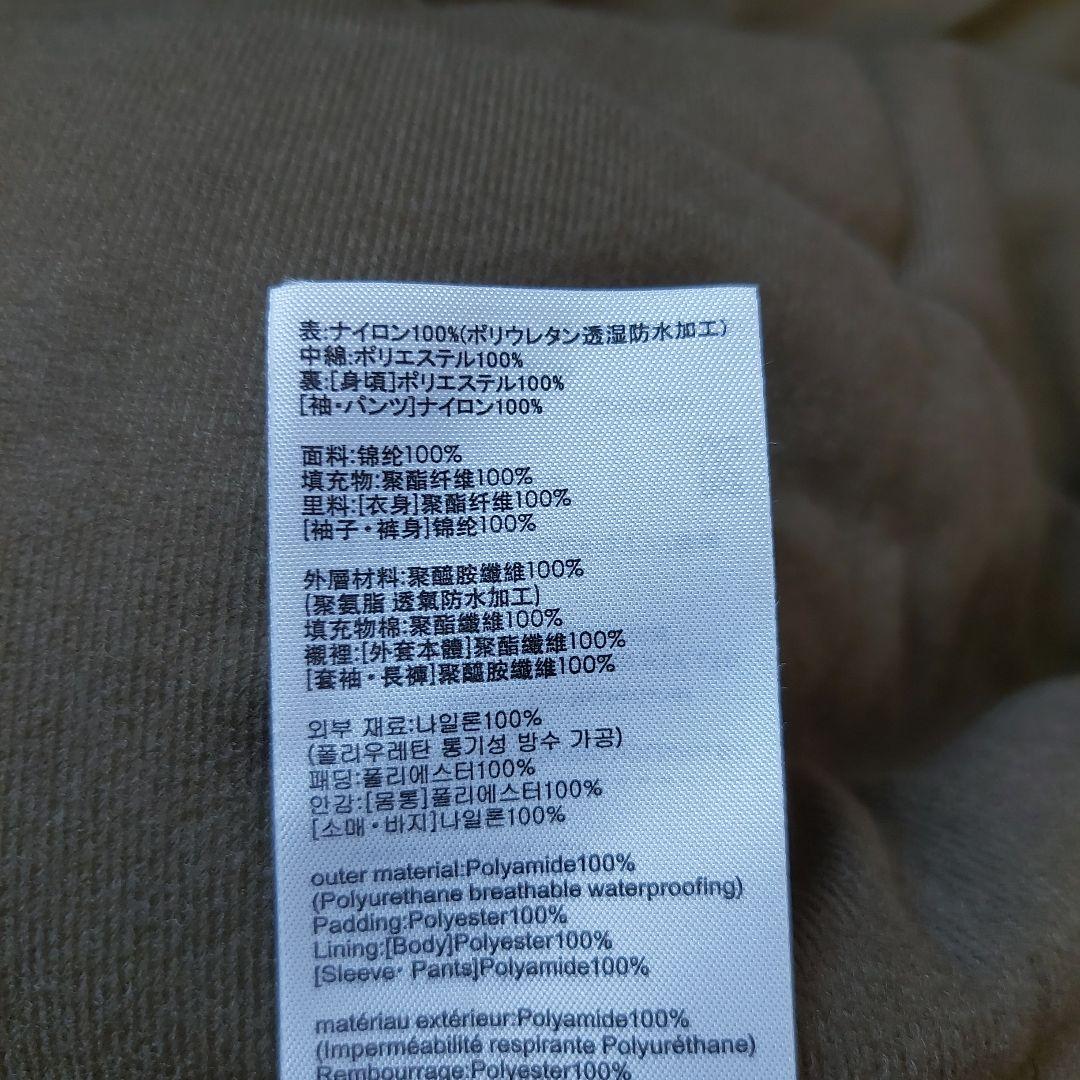 表:ナイロン100%(ポリウレタン透湿防水加工)
中綿:ポリエステル100%
裏:[身頃]ポリエステル100%
[袖・パンツ]ナイロン100%
面料:锦纶100%
填充物:聚酯纤维100%
里料:[衣身]聚酯纤维100%
[袖子・裤身]锦纶100%
外層材料:聚醯胺纖維100%
(聚氨脂 透氣防水加工)
填充物棉:聚酯纖維100%
襯裡:[外套本體]聚酯纖維100%
[套袖・長褲]聚醯胺纖維100%
외부 재료:나일론100%
(폴리우레탄 통기성 방수 가공)
패딩:폴리에스터100%
안감:[몸통]폴리에스터100%
[소매・바지]나일론100%
outer material:Polyamide100%
(Polyurethane breathable waterproofing)
Padding:Polyester100%
Lining:[Body]Polyester100%
[Sleeve・ Pants]Polyamide100%
matériau extérieur:Polyamide100%
(Imperméabilité respirante Polyuréthane)
Rembourrage:Polyester100%